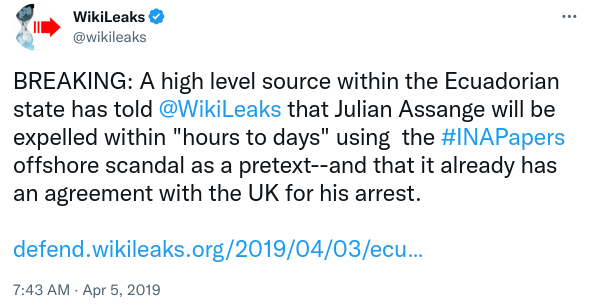 WikiLeaks
@wikileaks
BREAKING: A high level source within the Ecuadorian
state has told @WikiLeaks that Julian Assange will be
expelled within "hours to days" using  the #INAPapers
offshore scandal as a pretext--and that it already has
an agreement with the UK for his arrest.
defend.wikileaks.org/2019/04/03/ecu...
7:43 AM · Apr 5, 2019